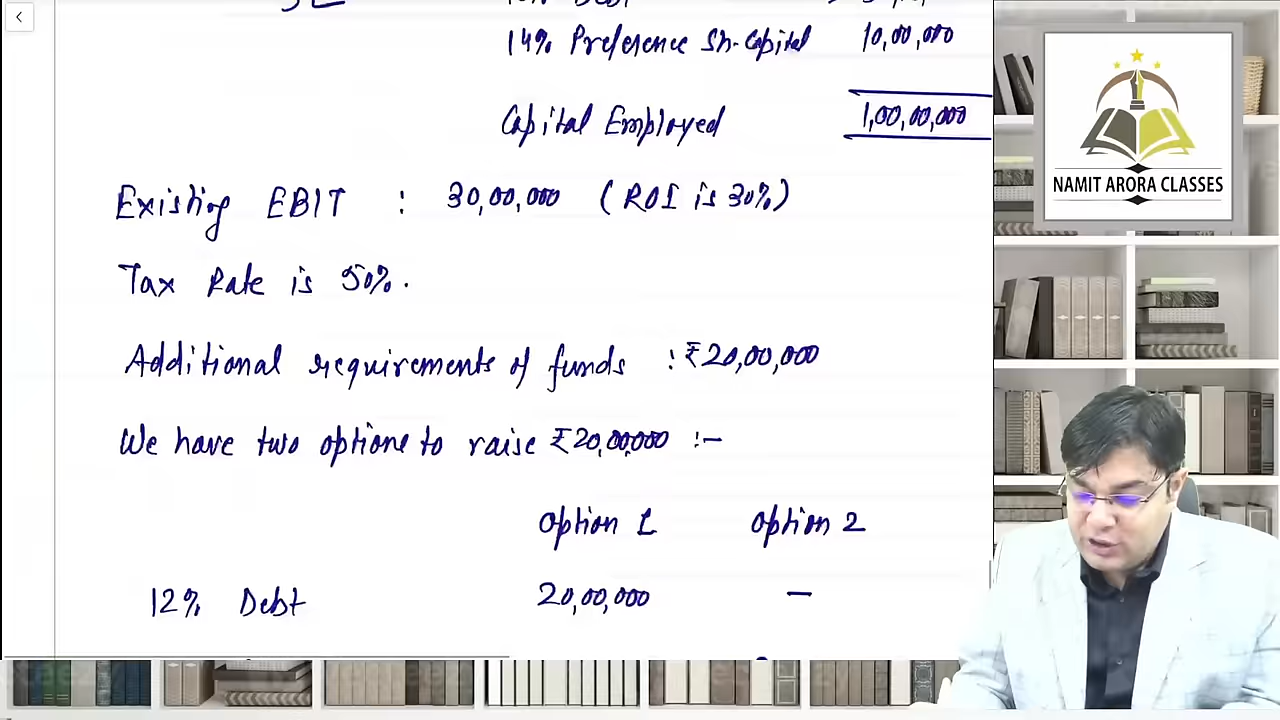 14% Preference Sh. Capital 10,00,000
Capital Employed 1,00,00,000
Existing EBIT : 30,00,000 (ROI is 30%)
Tax Rate is 50%.
Additional requirements of funds : ₹20,00,000
We have two options to raise ₹20,00,000 :-
Option 1 Option 2
12% Debt 20,00,000 —
NAMIT ARORA CLASSES